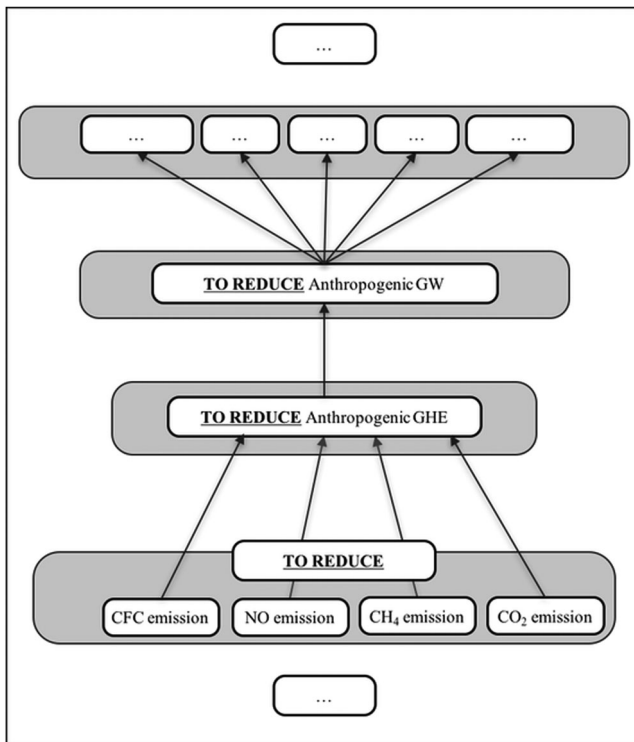 …
… … … … …
TO REDUCE Anthropogenic GW
TO REDUCE Anthropogenic GHE
TO REDUCE
CFC emission NO emission CH₄ emission CO₂ emission
…